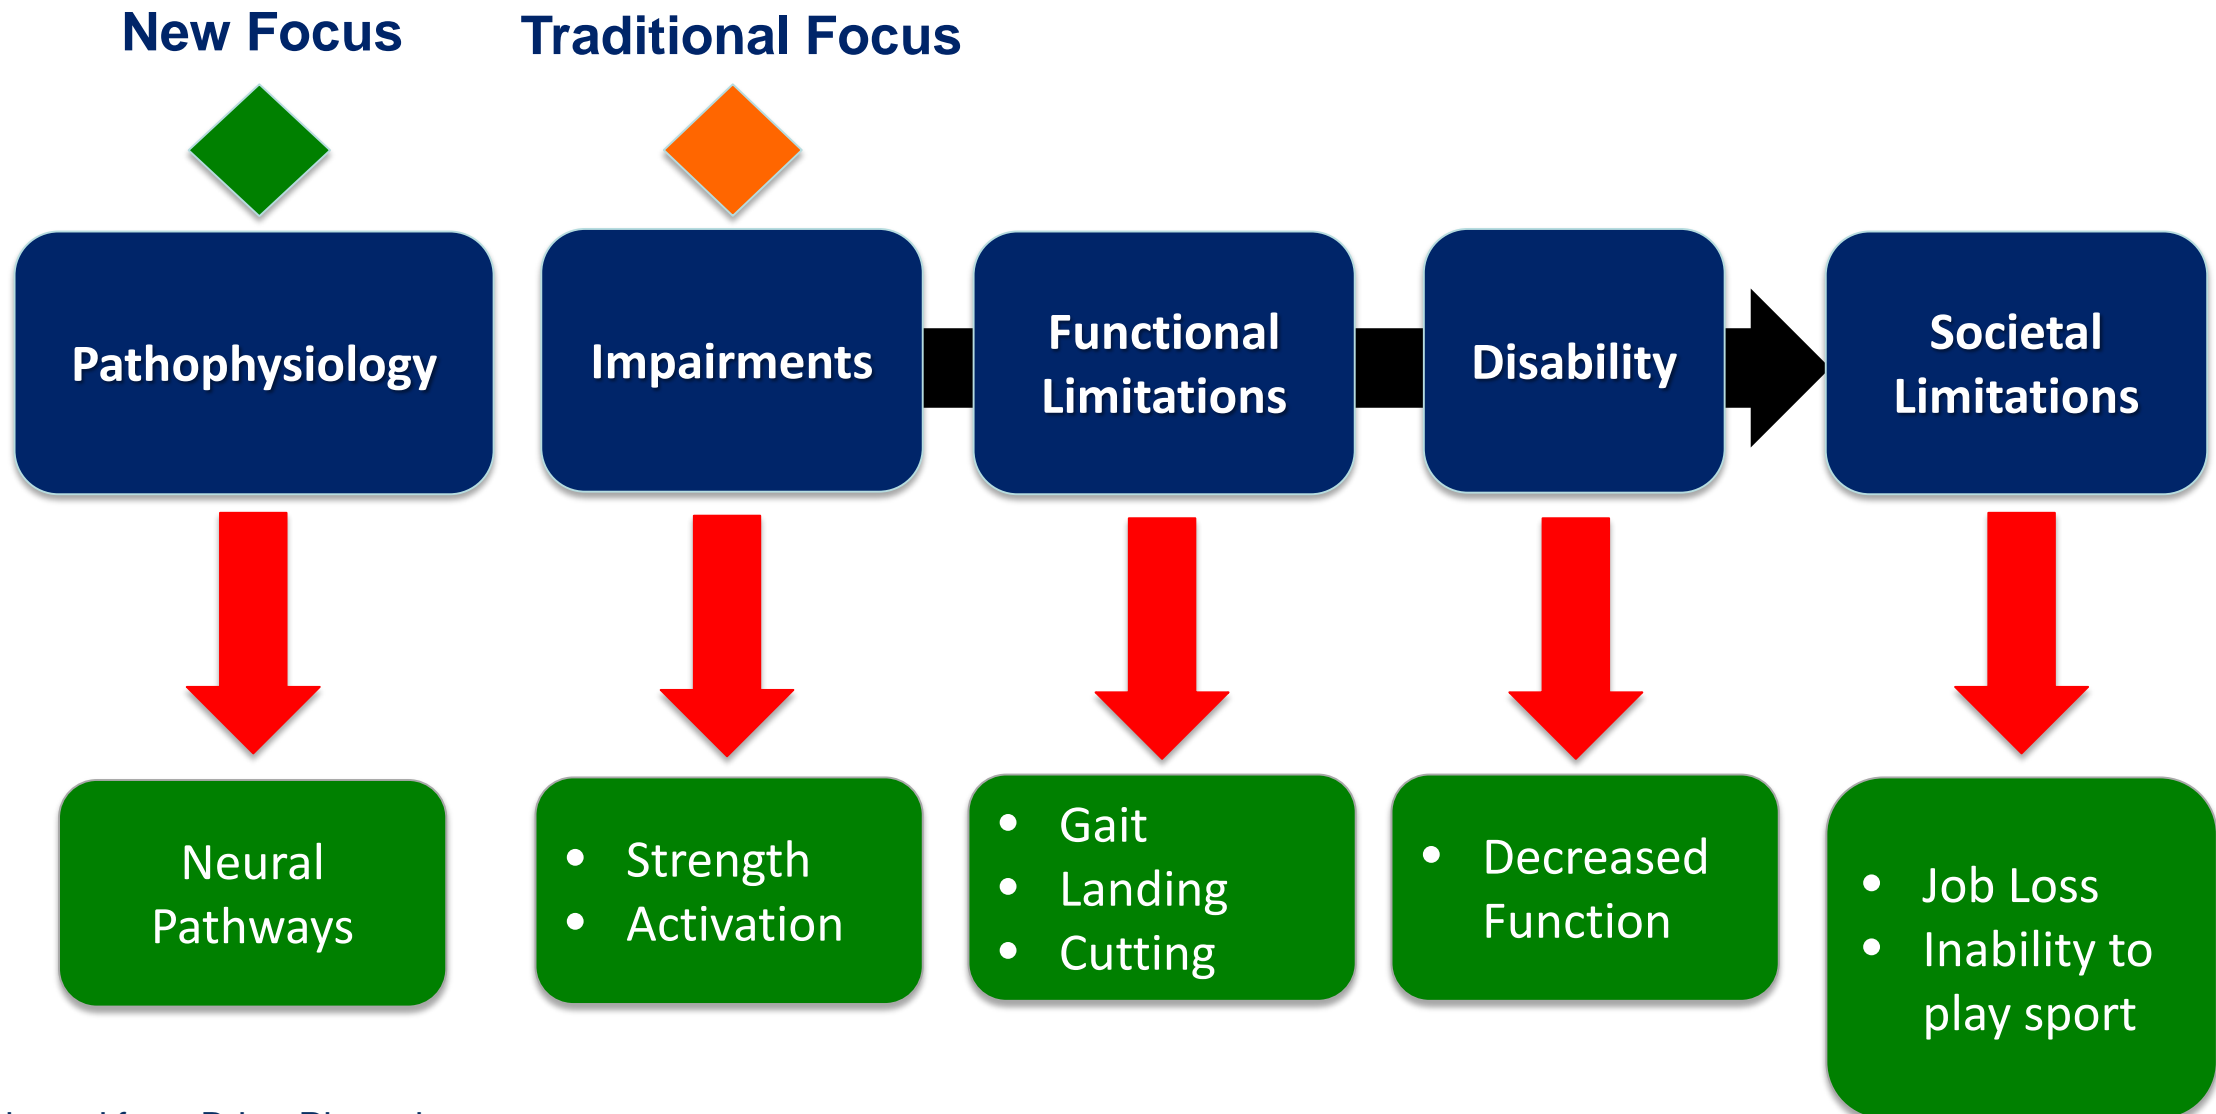 New Focus
Traditional Focus
Pathophysiology
Impairments
Functional
Limitations
Disability
Societal
Limitations
Neural
Pathways
• Strength
• Activation
• Gait
• Landing
• Cutting
• Decreased
Function
• Job Loss
• Inability to
play sport